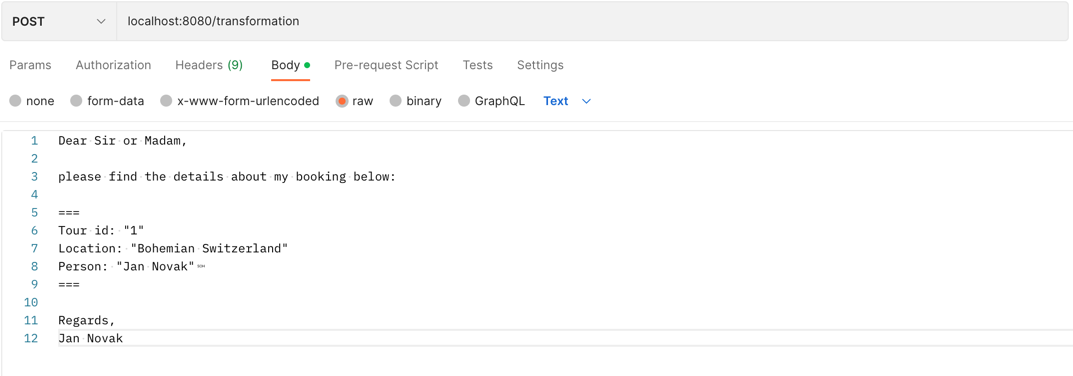 POST localhost:8080/transformation
Params Authorization Headers (9) Body Pre-request Script Tests Settings
none form-data x-www-form-urlencoded raw binary GraphQL Text
1 Dear Sir or Madam,
2
3 please find the details about my booking below:
4
5 ===
6 Tour id: "1"
7 Location: "Bohemian Switzerland"
8 Person: "Jan Novak"
9 ===
10
11 Regards,
12 Jan Novak